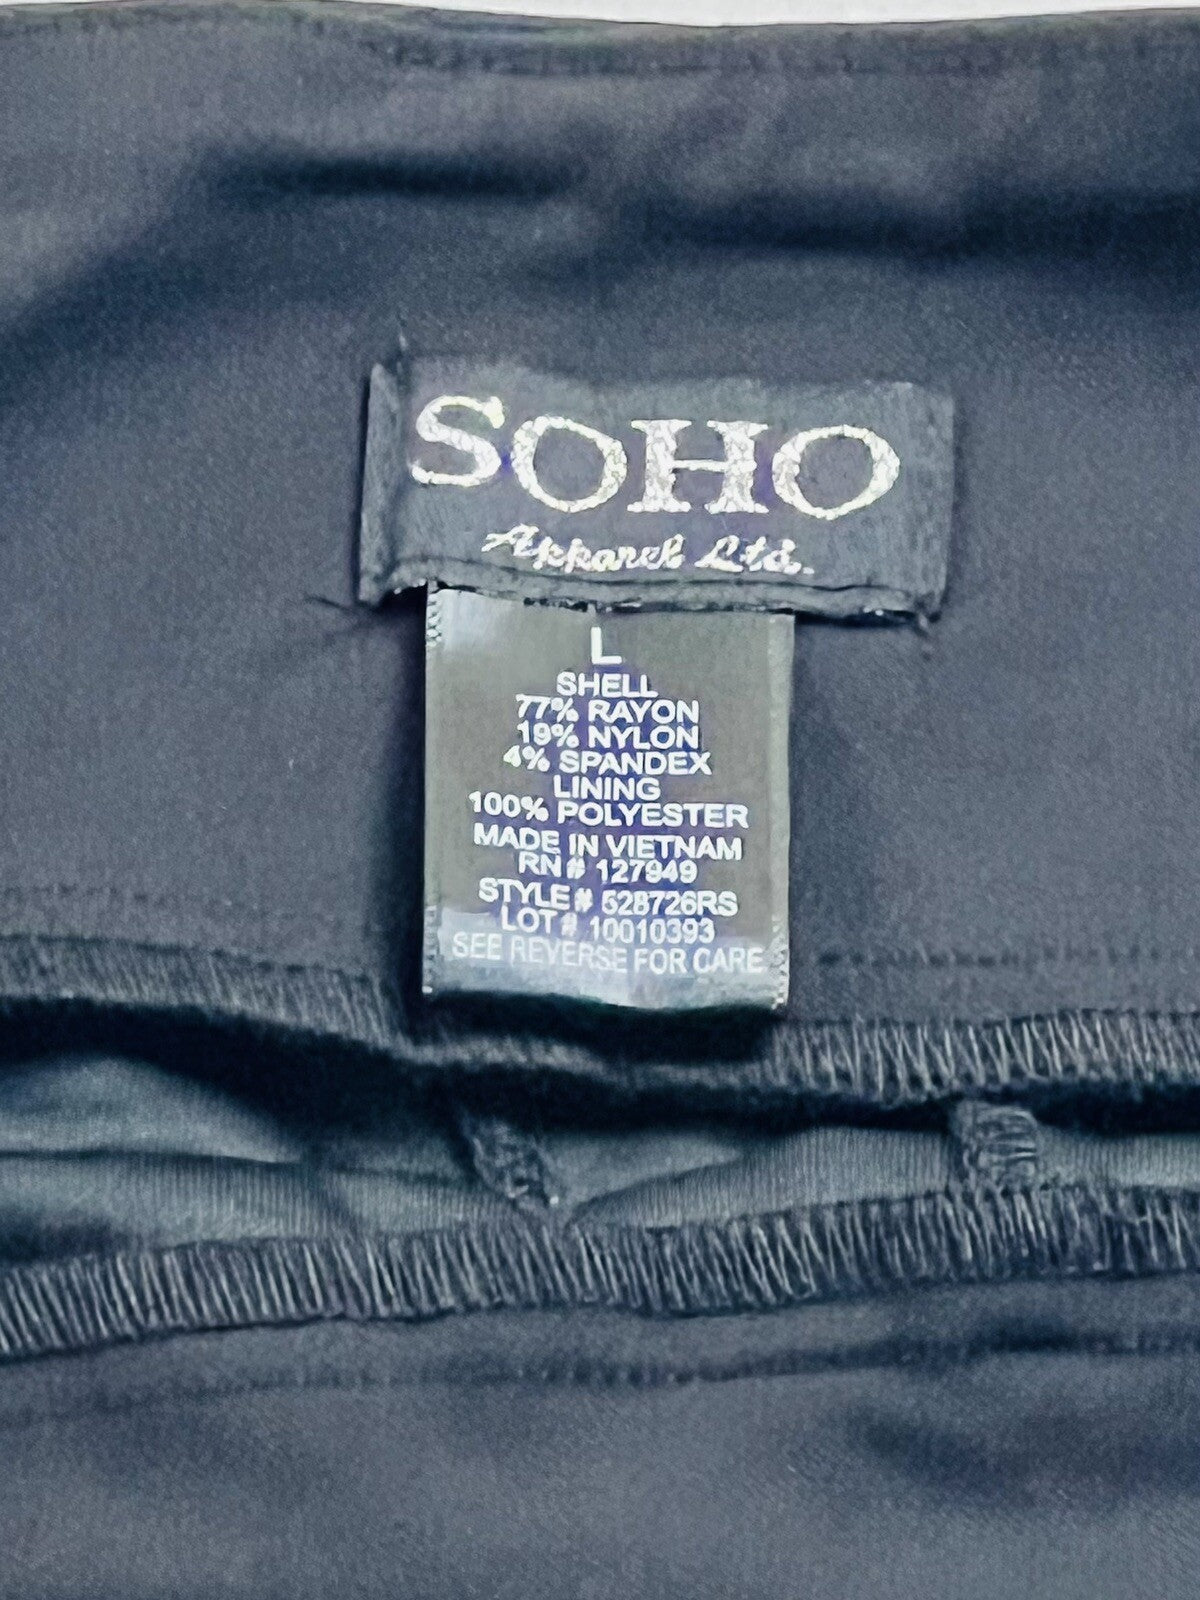 SOHO
Apparel Ltd.
L
SHELL
77% RAYON
19% NYLON
4% SPANDEX
LINING
100% POLYESTER
MADE IN VIETNAM
RN# 127949
STYLE# 528726RS
LOT# 10010393
SEE REVERSE FOR CARE